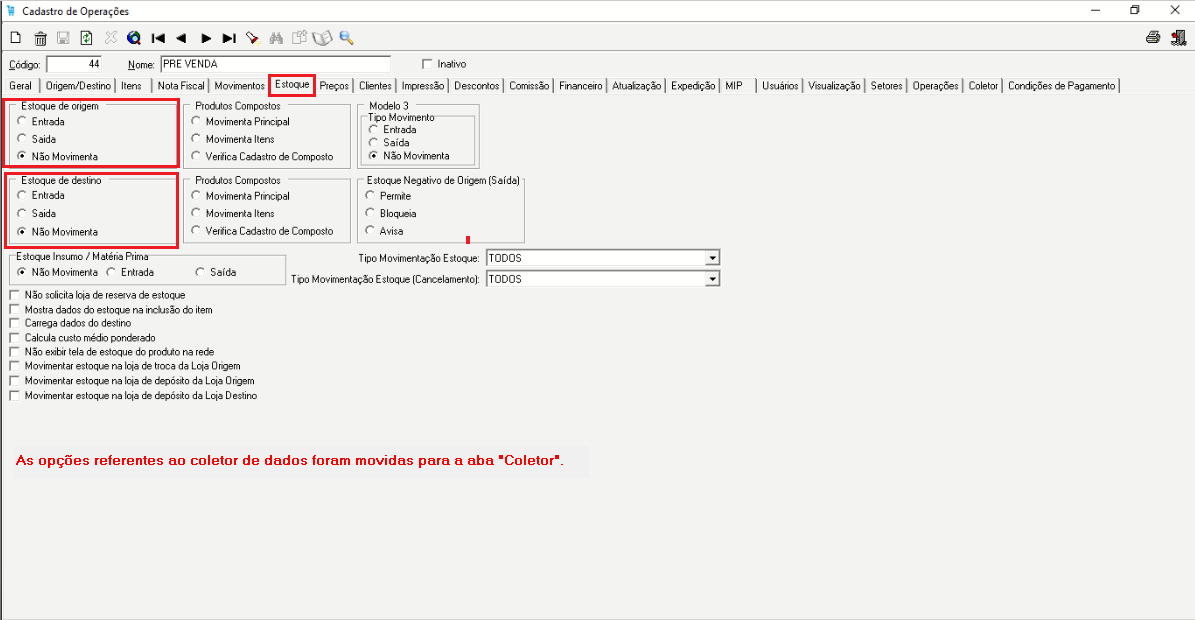 Cadastro de Operações
Código: 44 Nome: PRE VENDA Inativo
Geral Origem/Destino Itens Nota Fiscal Movimentos Estoque Preços Clientes Impressão Descontos Comissão Financeiro Atualização Expedição MIP Usuários Visualização Setores Operações Coletor Condições de Pagamento
Estoque de origem
Entrada
Saida
Não Movimenta
Produtos Compostos
Movimenta Principal
Movimenta Itens
Verifica Cadastro de Composto
Modelo 3
Tipo Movimento
Entrada
Saída
Não Movimenta
Estoque de destino
Entrada
Saida
Não Movimenta
Produtos Compostos
Movimenta Principal
Movimenta Itens
Verifica Cadastro de Composto
Estoque Negativo de Origem (Saída)
Permite
Bloqueia
Avisa
Estoque Insumo / Matéria Prima
Não Movimenta Entrada Saída
Tipo Movimentação Estoque: TODOS
Tipo Movimentação Estoque (Cancelamento): TODOS
Não solicita loja de reserva de estoque
Mostra dados do estoque na inclusão do item
Carrega dados do destino
Calcula custo médio ponderado
Não exibir tela de estoque do produto na rede
Movimentar estoque na loja de troca da Loja Origem
Movimentar estoque na loja de depósito da Loja Origem
Movimentar estoque na loja de depósito da Loja Destino
As opções referentes ao coletor de dados foram movidas para a aba "Coletor".